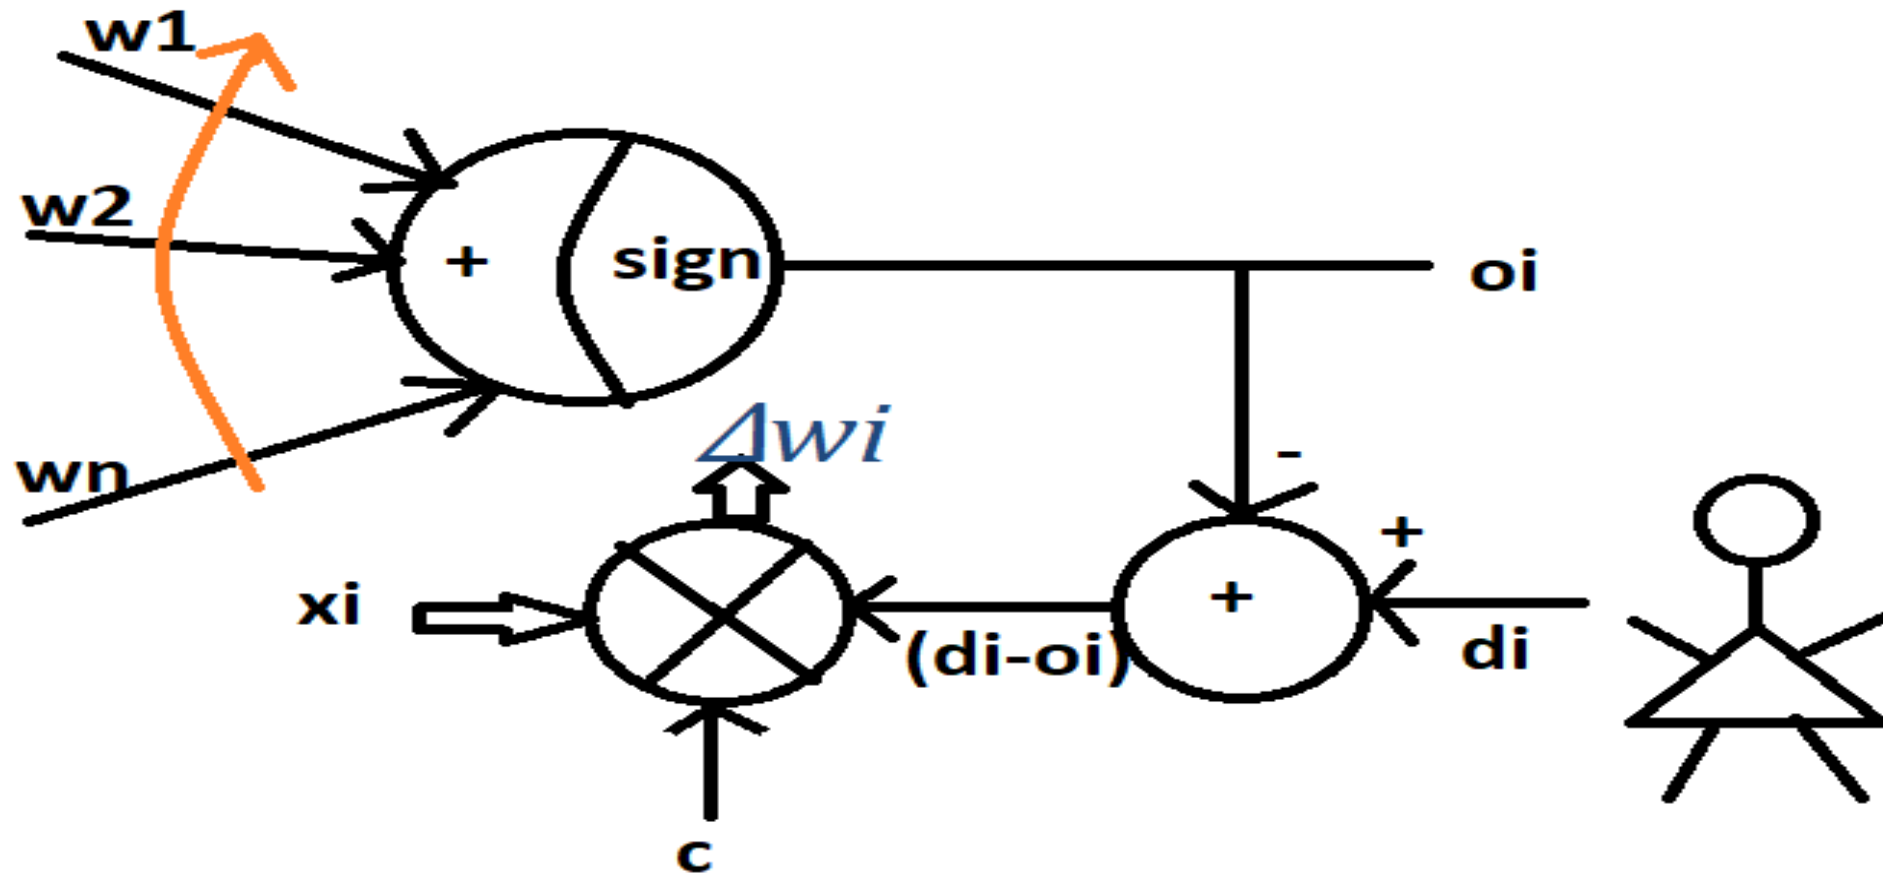 w1
w2
+
sign
oi
wn
Δwi
-
+
xi
+
(di-oi)
di
c